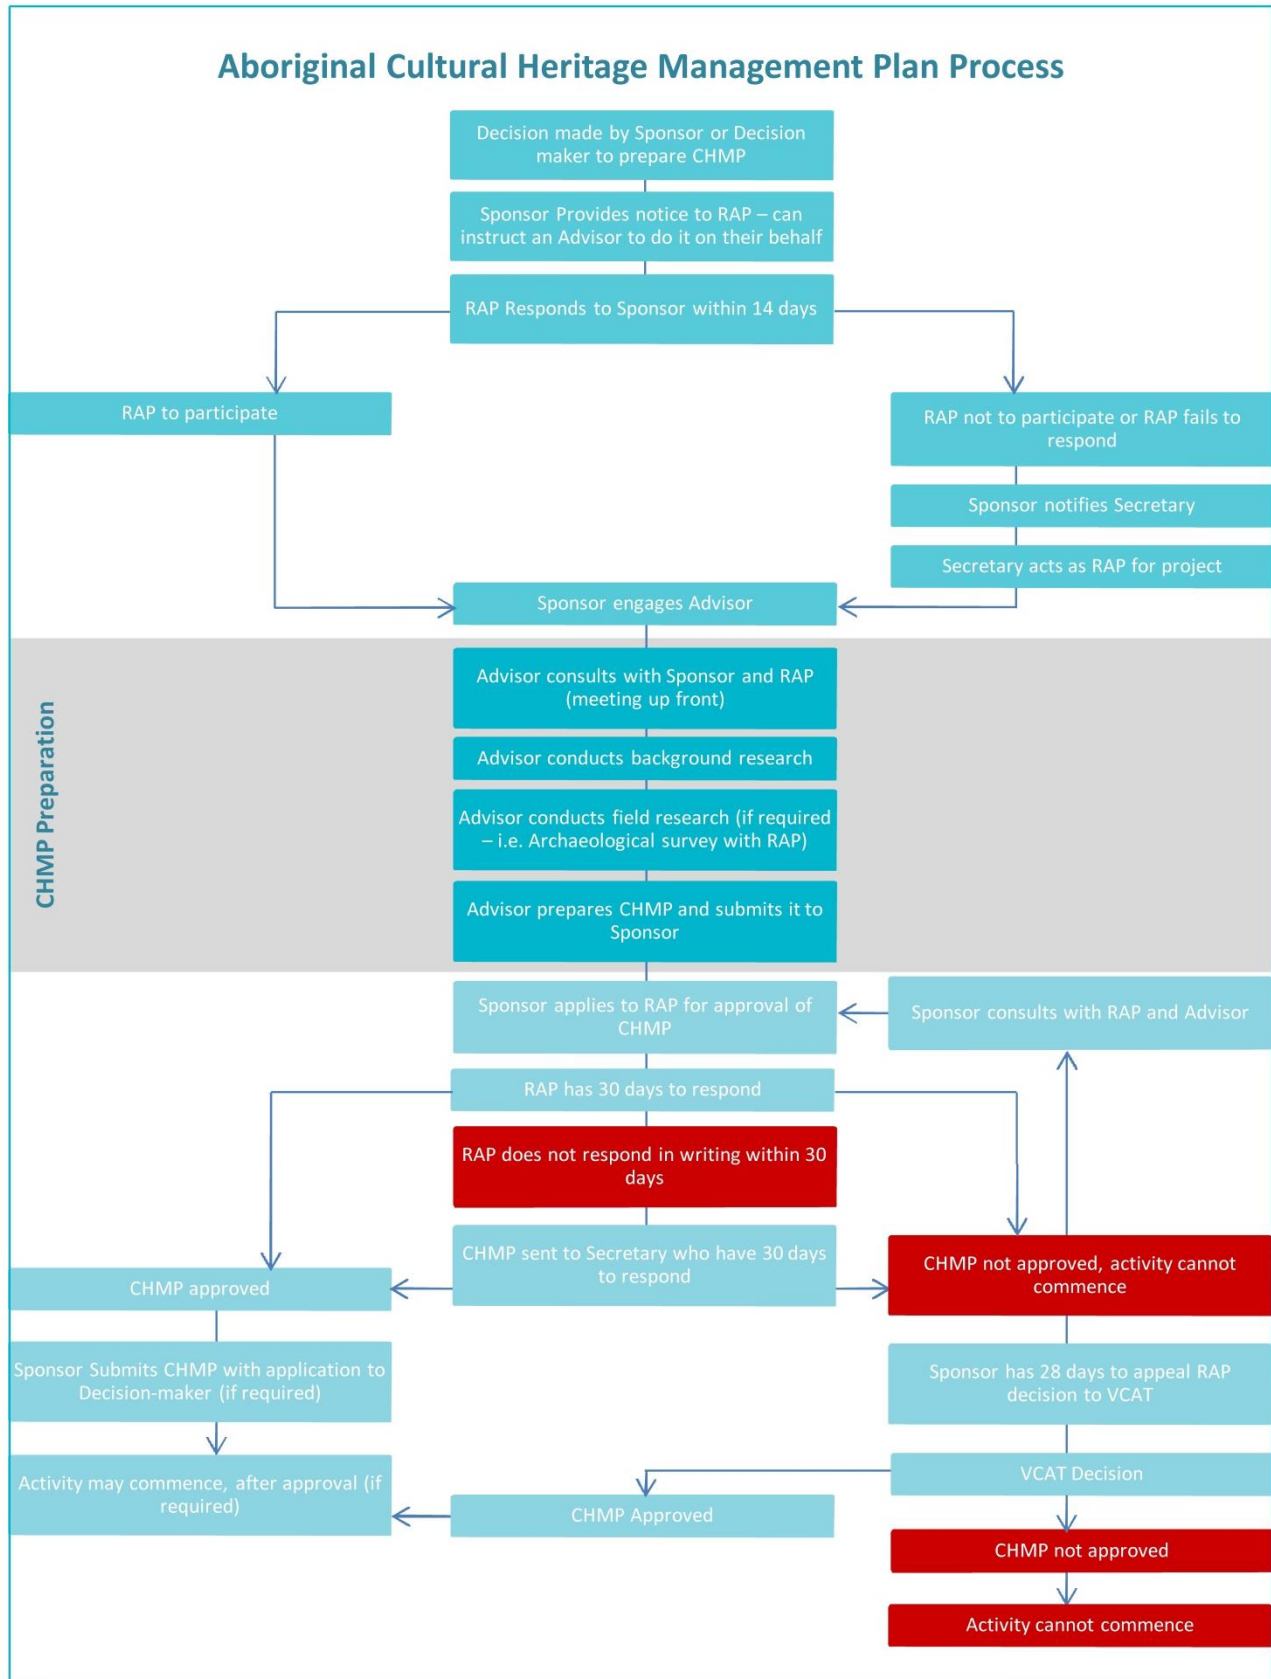 Aboriginal Cultural Heritage Management Plan Process
Decision made by Sponsor or Decision
maker to prepare CHMP
Sponsor Provides notice to RAP – can
instruct an Advisor to do it on their behalf
RAP Responds to Sponsor within 14 days
RAP to participate
RAP not to participate or RAP fails to
respond
Sponsor notifies Secretary
Secretary acts as RAP for project
Sponsor engages Advisor
CHMP Preparation
Advisor consults with Sponsor and RAP
(meeting up front)
Advisor conducts background research
Advisor conducts field research (if required
– i.e. Archaeological survey with RAP)
Advisor prepares CHMP and submits it to
Sponsor
Sponsor applies to RAP for approval of
CHMP
Sponsor consults with RAP and Advisor
RAP has 30 days to respond
RAP does not respond in writing within 30
days
CHMP sent to Secretary who have 30 days
to respond
CHMP approved
CHMP not approved, activity cannot
commence
Sponsor Submits CHMP with application to
Decision-maker (if required)
Sponsor has 28 days to appeal RAP
decision to VCAT
Activity may commence, after approval (if
required)
VCAT Decision
CHMP Approved
CHMP not approved
Activity cannot commence